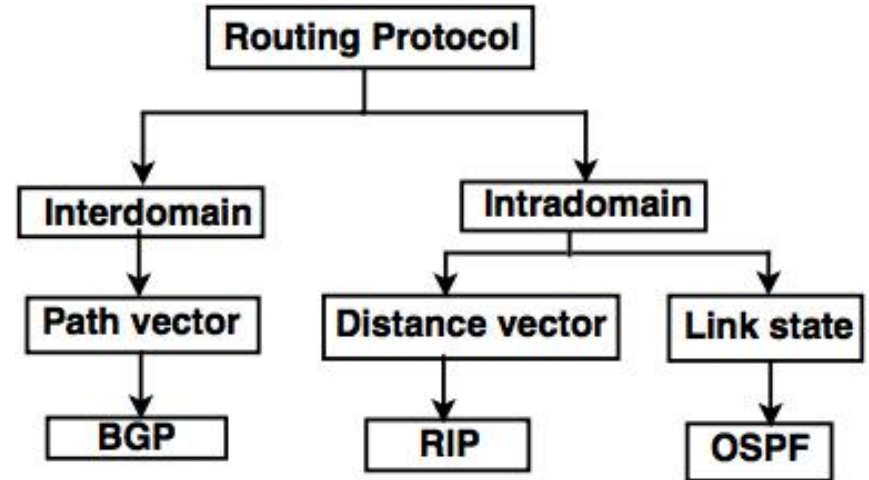 Routing Protocol
Interdomain
Intradomain
Path vector
Distance vector
Link state
BGP
RIP
OSPF